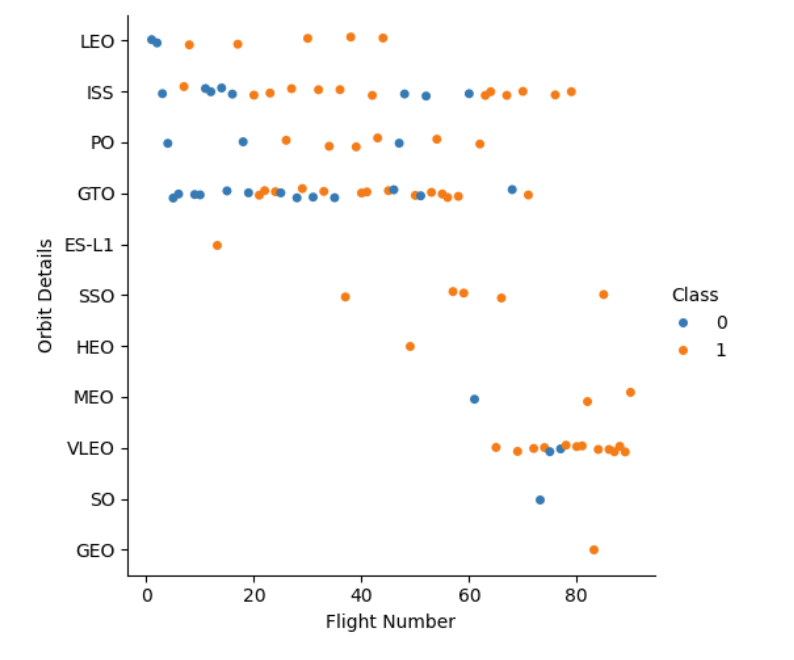 LEO
ISS
PO
GTO
ES-L1
SSO
HEO
MEO
VLEO
SO
GEO
Orbit Details
0 20 40 60 80
Flight Number
Class
0
1